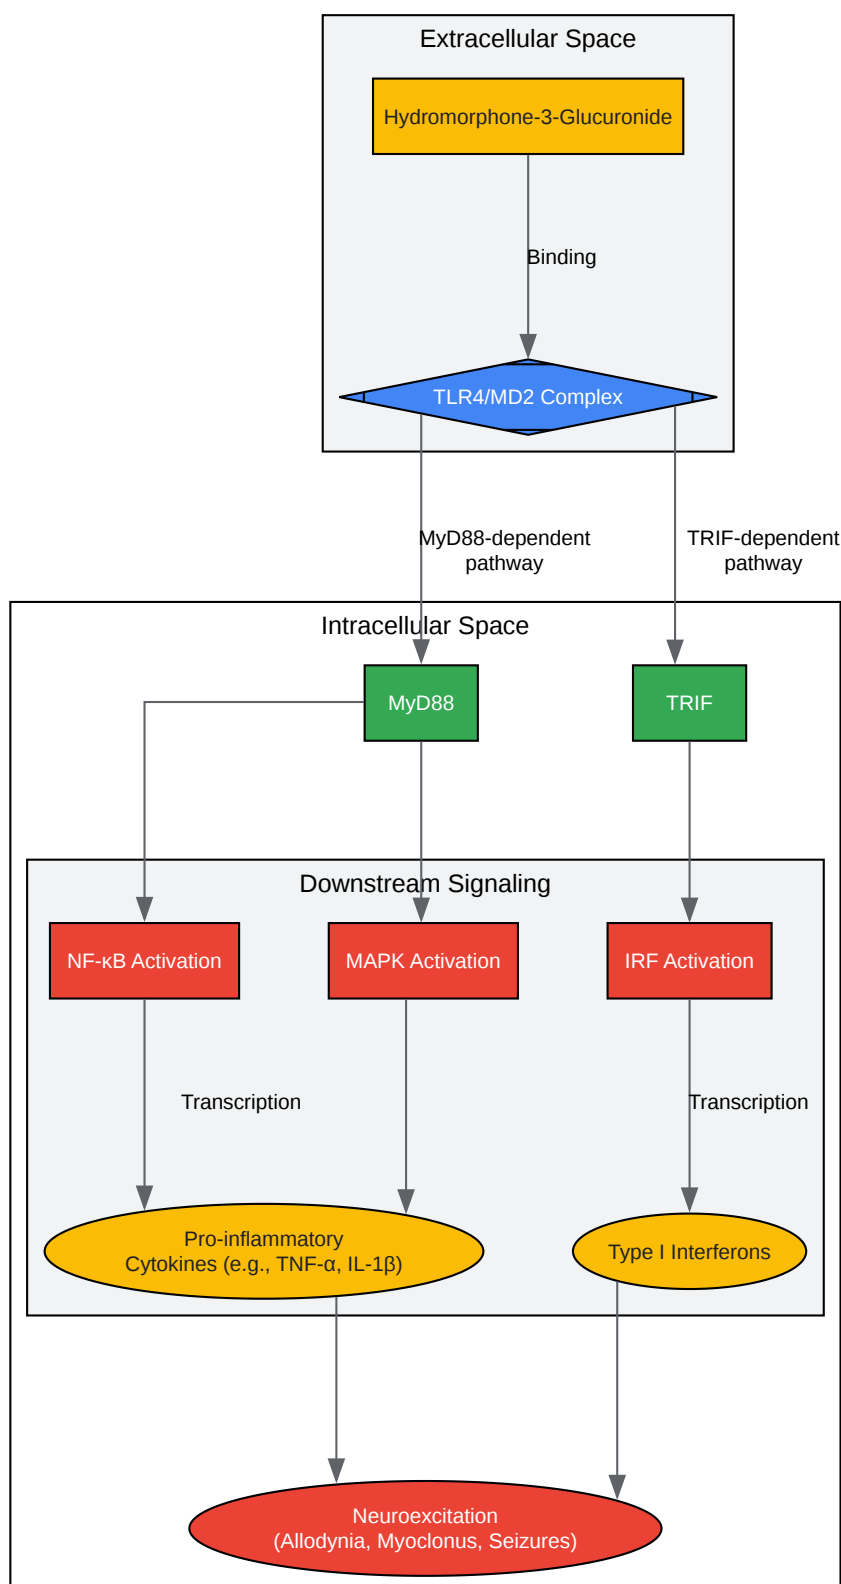 Extracellular Space
Hydromorphone-3-Glucuronide
Binding
TLR4/MD2 Complex
MyD88-dependent
pathway
TRIF-dependent
pathway
Intracellular Space
MyD88
TRIF
Downstream Signaling
NF-κB Activation
MAPK Activation
IRF Activation
Transcription
Transcription
Pro-inflammatory
Cytokines (e.g., TNF-α, IL-1β)
Type I Interferons
Neuroexcitation
(Allodynia, Myoclonus, Seizures)